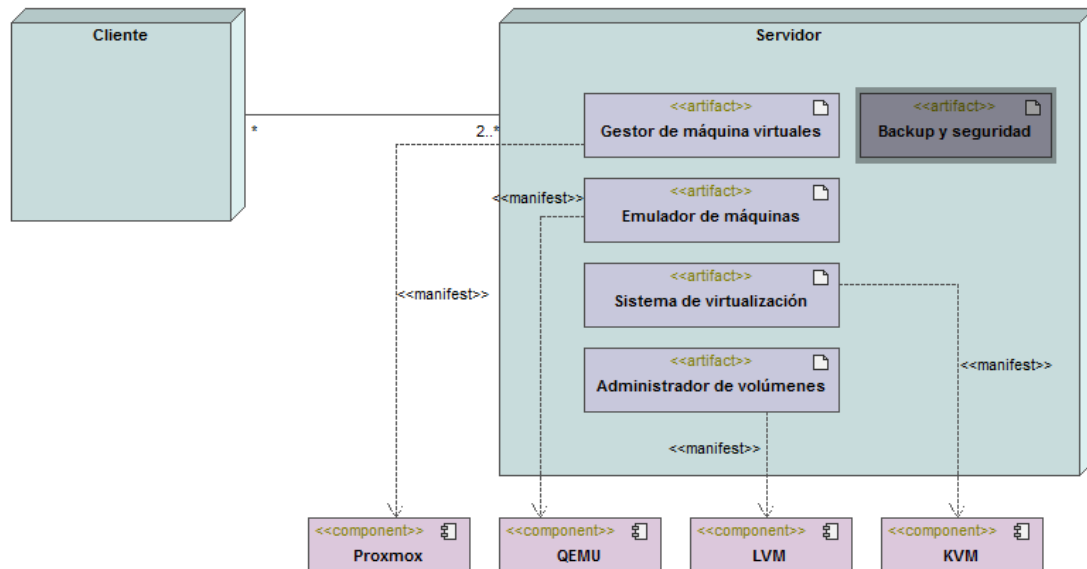 Cliente
Servidor
<<artifact>>
Gestor de máquina virtuales
<<artifact>>
Backup y seguridad
*
2..*
<<manifest>>
<<artifact>>
Emulador de máquinas
<<artifact>>
Sistema de virtualización
<<manifest>>
<<artifact>>
Administrador de volúmenes
<<manifest>>
<<manifest>>
<<component>>
Proxmox
<<component>>
QEMU
<<component>>
LVM
<<component>>
KVM